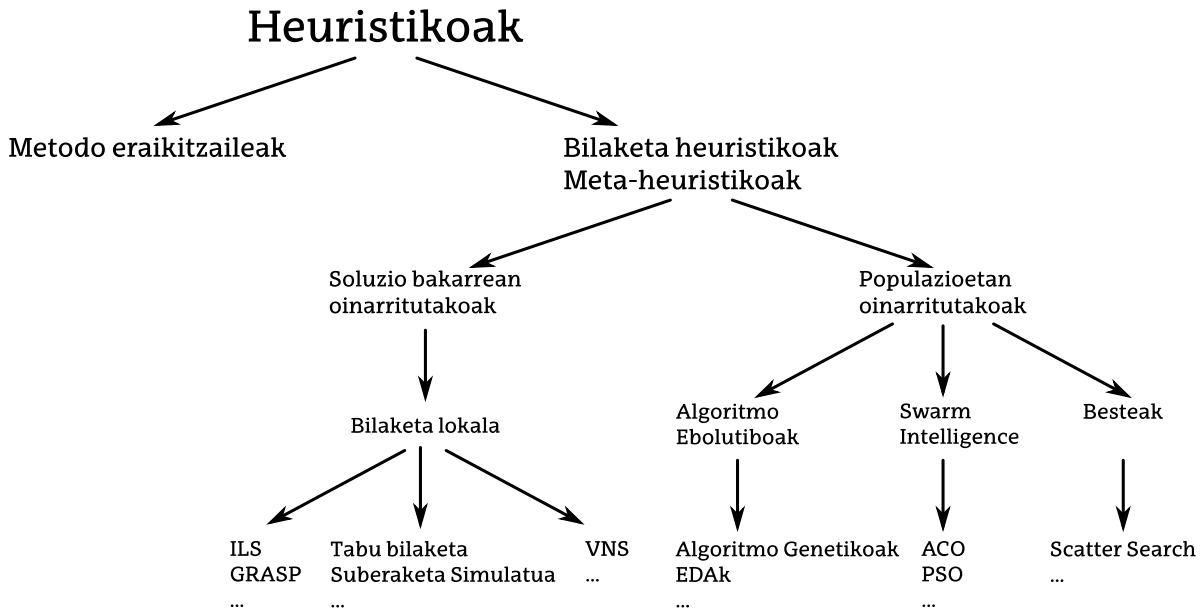 Heuristikoak
Metodo eraikitzaileak
Bilaketa heuristikoak
Meta-heuristikoak
Soluzio bakarrean
oinarritutakoak
Populazioetan
oinarritutakoak
Bilaketa lokala
Algoritmo
Ebolutiboak
Swarm
Intelligence
Besteak
ILS
GRASP
...
Tabu bilaketa
Suberaketa Simulatua
...
VNS
...
Algoritmo Genetikoak
EDAk
...
ACO
PSO
...
Scatter Search
...